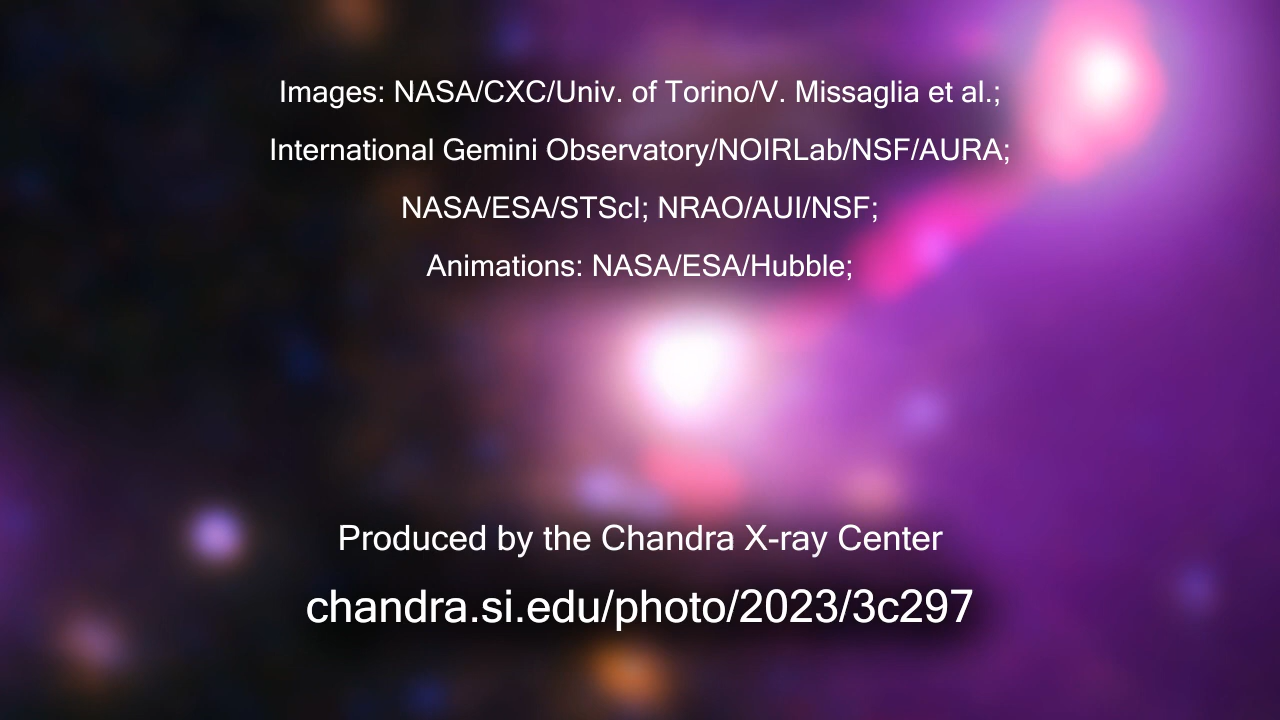 Images: NASA/CXC/Univ. of Torino/V. Missaglia et al.;
International Gemini Observatory/NOIRLab/NSF/AURA;
NASA/ESA/STScI; NRAO/AUI/NSF;
Animations: NASA/ESA/Hubble;
Produced by the Chandra X-ray Center
chandra.si.edu/photo/2023/3c297